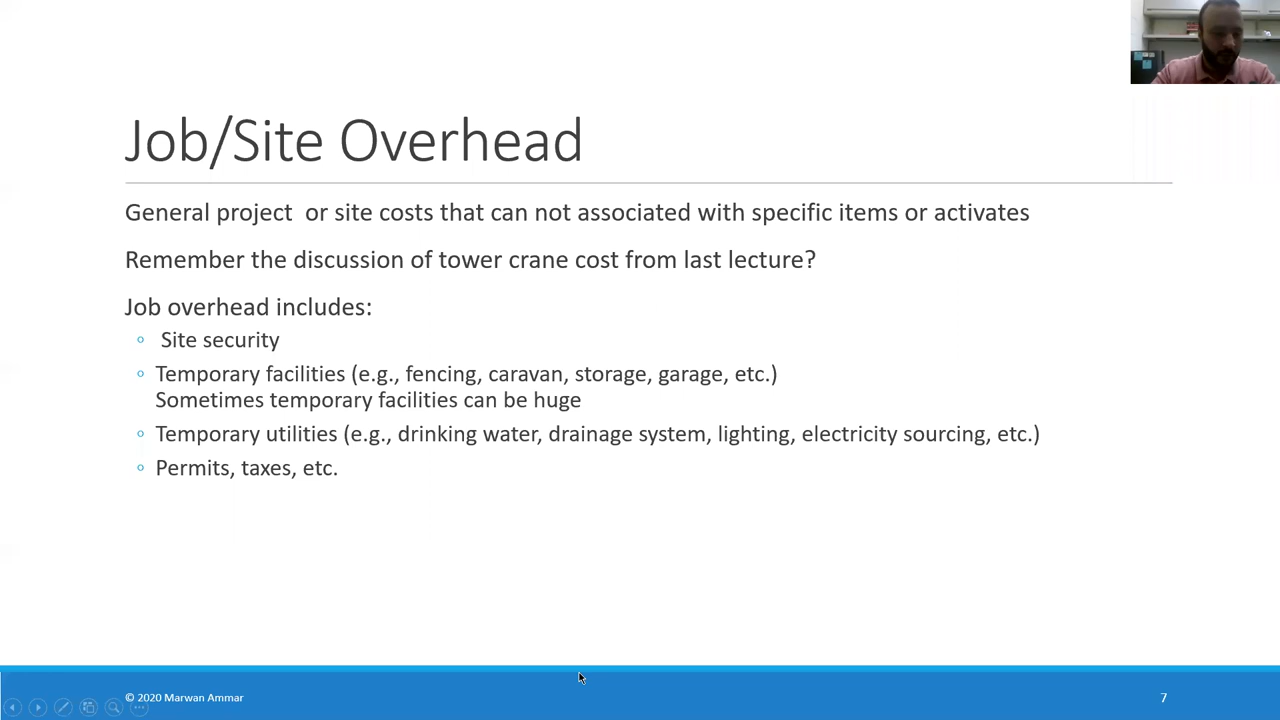 Job/Site Overhead
General project or site costs that can not associated with specific items or activates
Remember the discussion of tower crane cost from last lecture?
Job overhead includes:
Site security
Temporary facilities (e.g., fencing, caravan, storage, garage, etc.)
Sometimes temporary facilities can be huge
Temporary utilities (e.g., drinking water, drainage system, lighting, electricity sourcing, etc.)
Permits, taxes, etc.
© 2020 Marwan Ammar
7